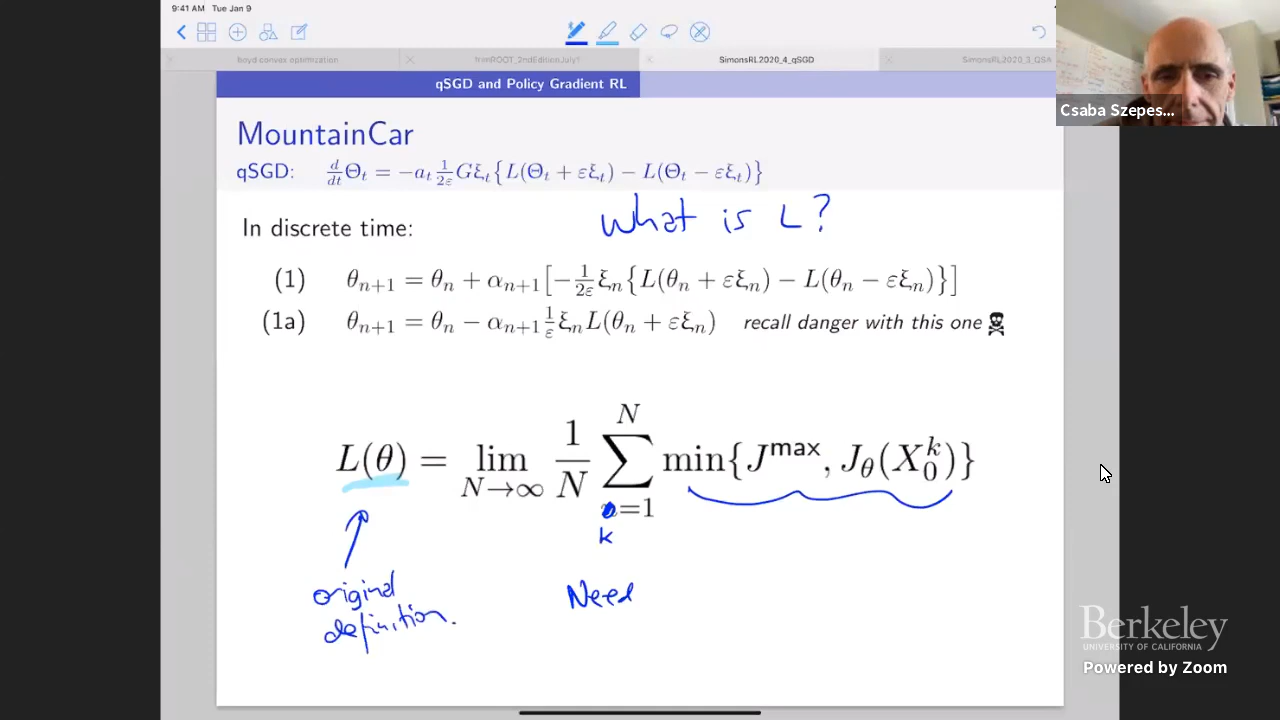 9:41 AM Tue Jan 9
boyd convex optimization
SimonsRL2020_4_qSGD
SimonsRL2020_3_QSA
qSGD and Policy Gradient RL
Csaba Szepes...
MountainCar
qSGD: d/dt Θ_t = −a_t 1/2ε Gξ_t{L(Θ_t + εξ_t) − L(Θ_t − εξ_t)}
What is L?
In discrete time:
(1) θ_{n+1} = θ_n + α_{n+1}[−1/2ε ξ_n{L(θ_n + εξ_n) − L(θ_n − εξ_n)}]
(1a) θ_{n+1} = θ_n − α_{n+1} 1/ε ξ_n L(θ_n + εξ_n) recall danger with this one ☠
L(θ) = lim_{N→∞} 1/N ∑_{=1}^{N} min{J^max, J_θ(X_0^k)}
k
original
definition.
Need
Berkeley
UNIVERSITY OF CALIFORNIA
Powered by Zoom